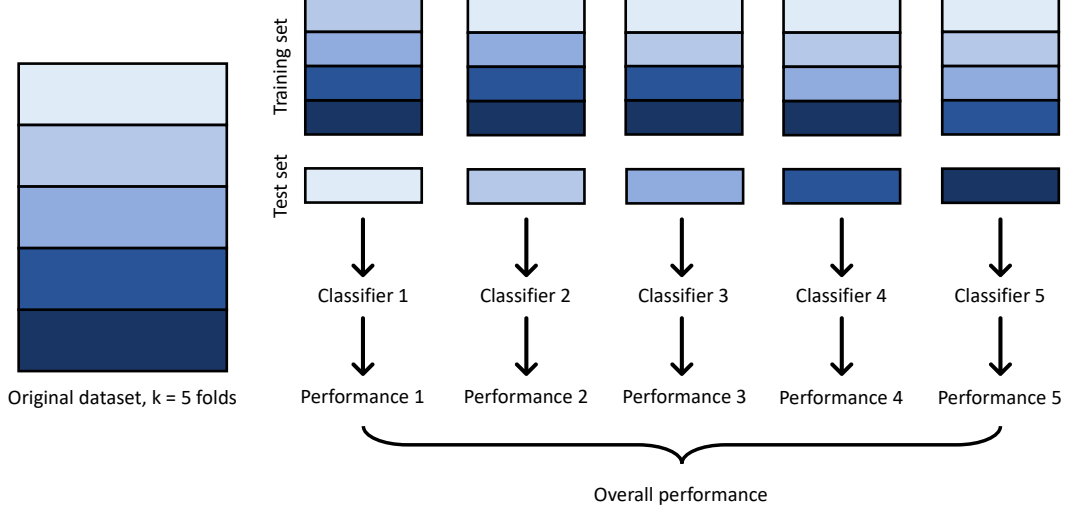 Training set
Test set
Original dataset, k = 5 folds
Classifier 1
Classifier 2
Classifier 3
Classifier 4
Classifier 5
Performance 1
Performance 2
Performance 3
Performance 4
Performance 5
Overall performance